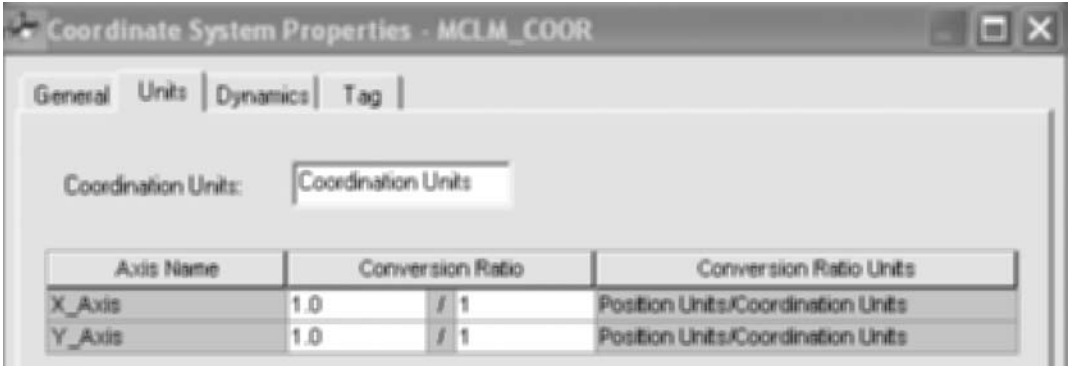 Coordinate System Properties - MCLM_COOR
General Units Dynamics Tag
Coordination Units: Coordination Units
Axis Name Conversion Ratio Conversion Ratio Units
X_Axis 1.0 / 1 Position Units/Coordination Units
Y_Axis 1.0 / 1 Position Units/Coordination Units